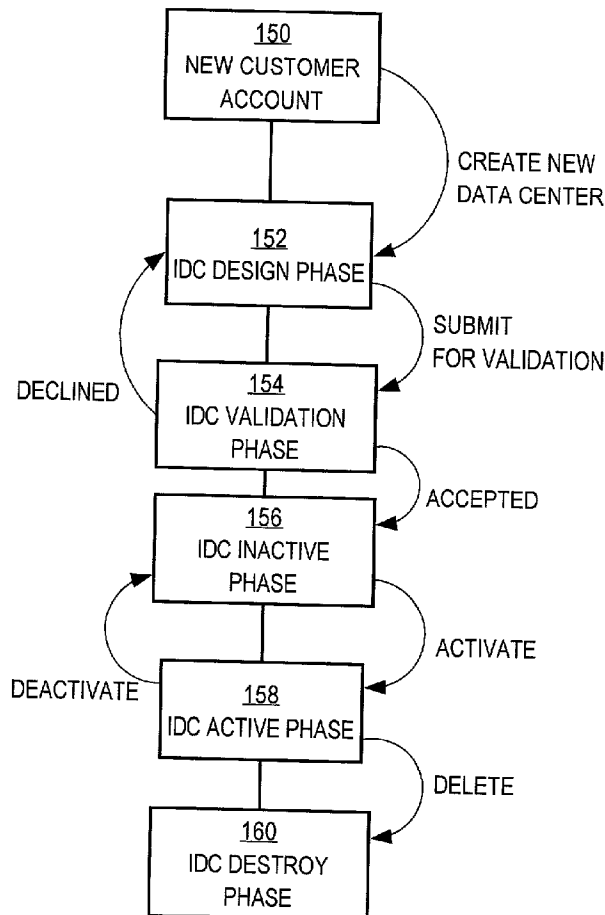 150
NEW CUSTOMER
ACCOUNT
CREATE NEW
DATA CENTER
152
IDC DESIGN PHASE
SUBMIT
FOR VALIDATION
DECLINED
154
IDC VALIDATION
PHASE
ACCEPTED
156
IDC INACTIVE
PHASE
ACTIVATE
DEACTIVATE
158
IDC ACTIVE PHASE
DELETE
160
IDC DESTROY
PHASE